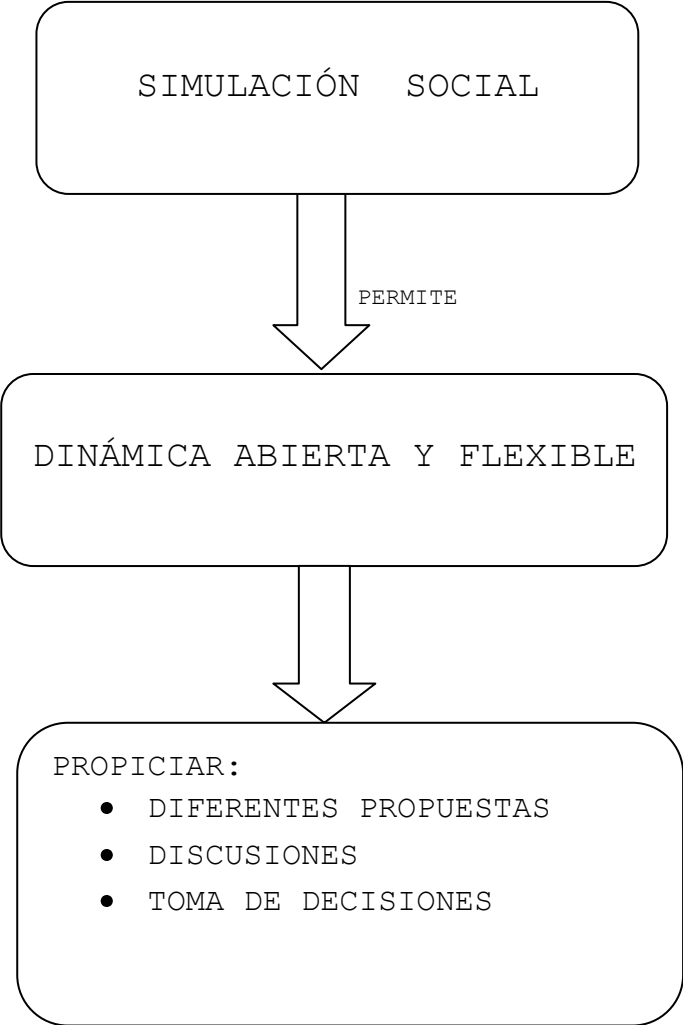 SIMULACIÓN SOCIAL
PERMITE
DINÁMICA ABIERTA Y FLEXIBLE
PROPICIAR:
• DIFERENTES PROPUESTAS
• DISCUSIONES
• TOMA DE DECISIONES